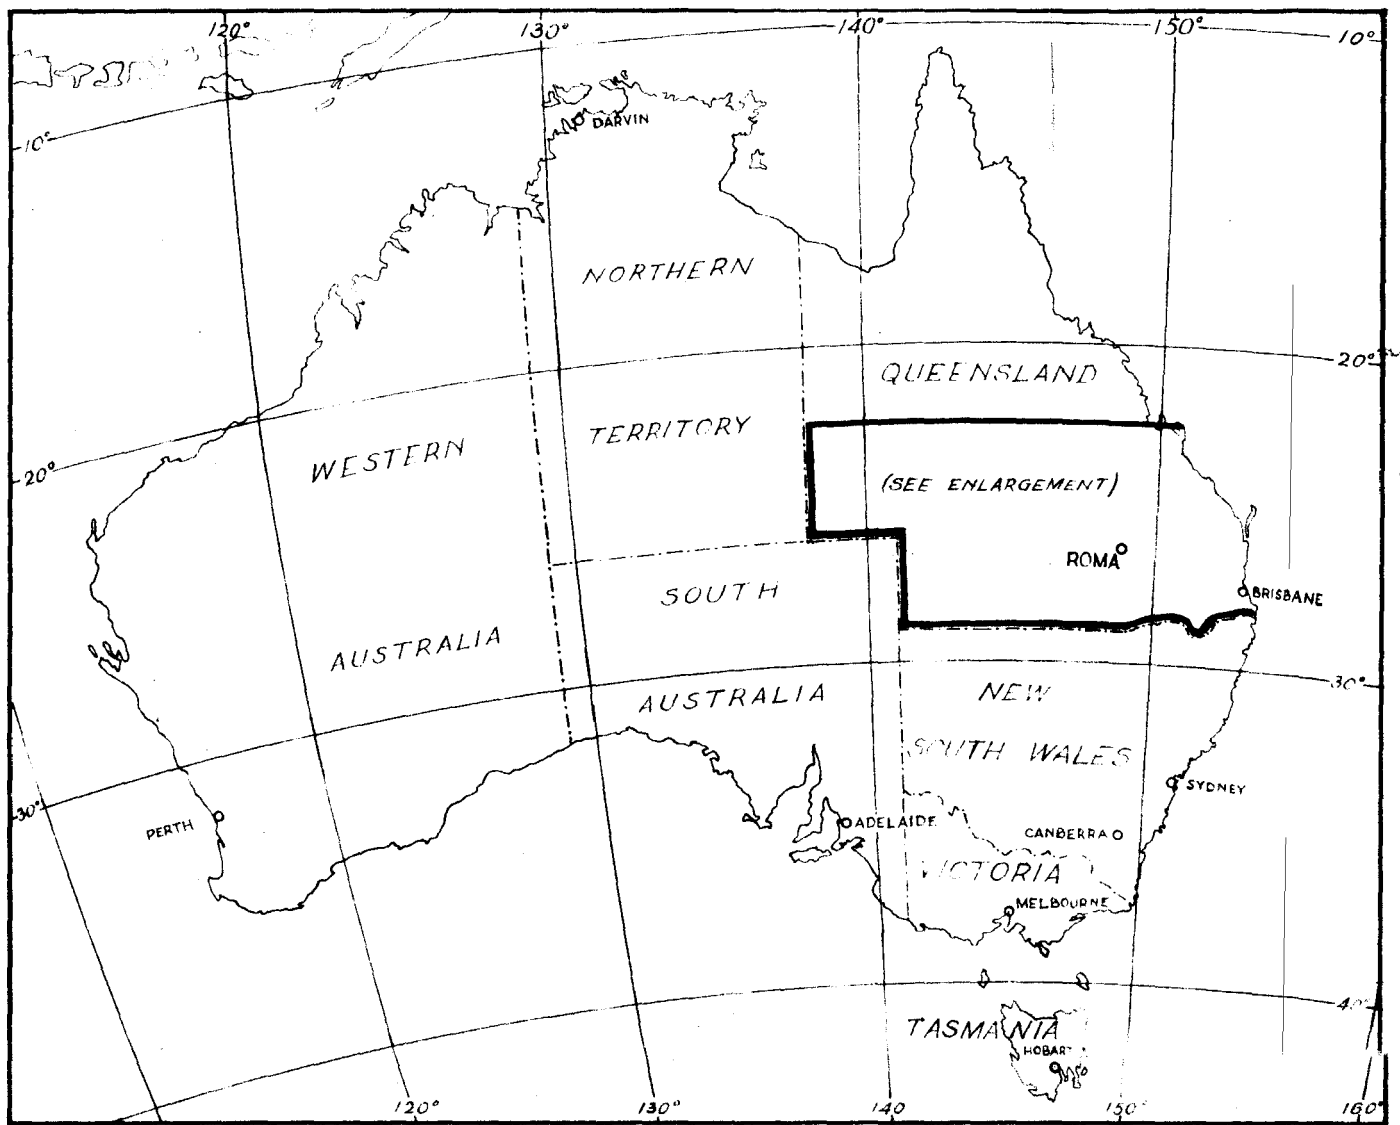 120° 130° 140° 150° 10°
10°
DARVIN
NORTHERN
20°
QUEENSLAND
TERRITORY
WESTERN
20°
(SEE ENLARGEMENT)
ROMA
SOUTH
BRISBANE
AUSTRALIA
30°
AUSTRALIA
NEW
SOUTH WALES
SYDNEY
30°
PERTH
ADELAIDE
CANBERRA
VICTORIA
MELBOURNE
40°
TASMANIA
HOBART
120° 130° 140 150° 160°